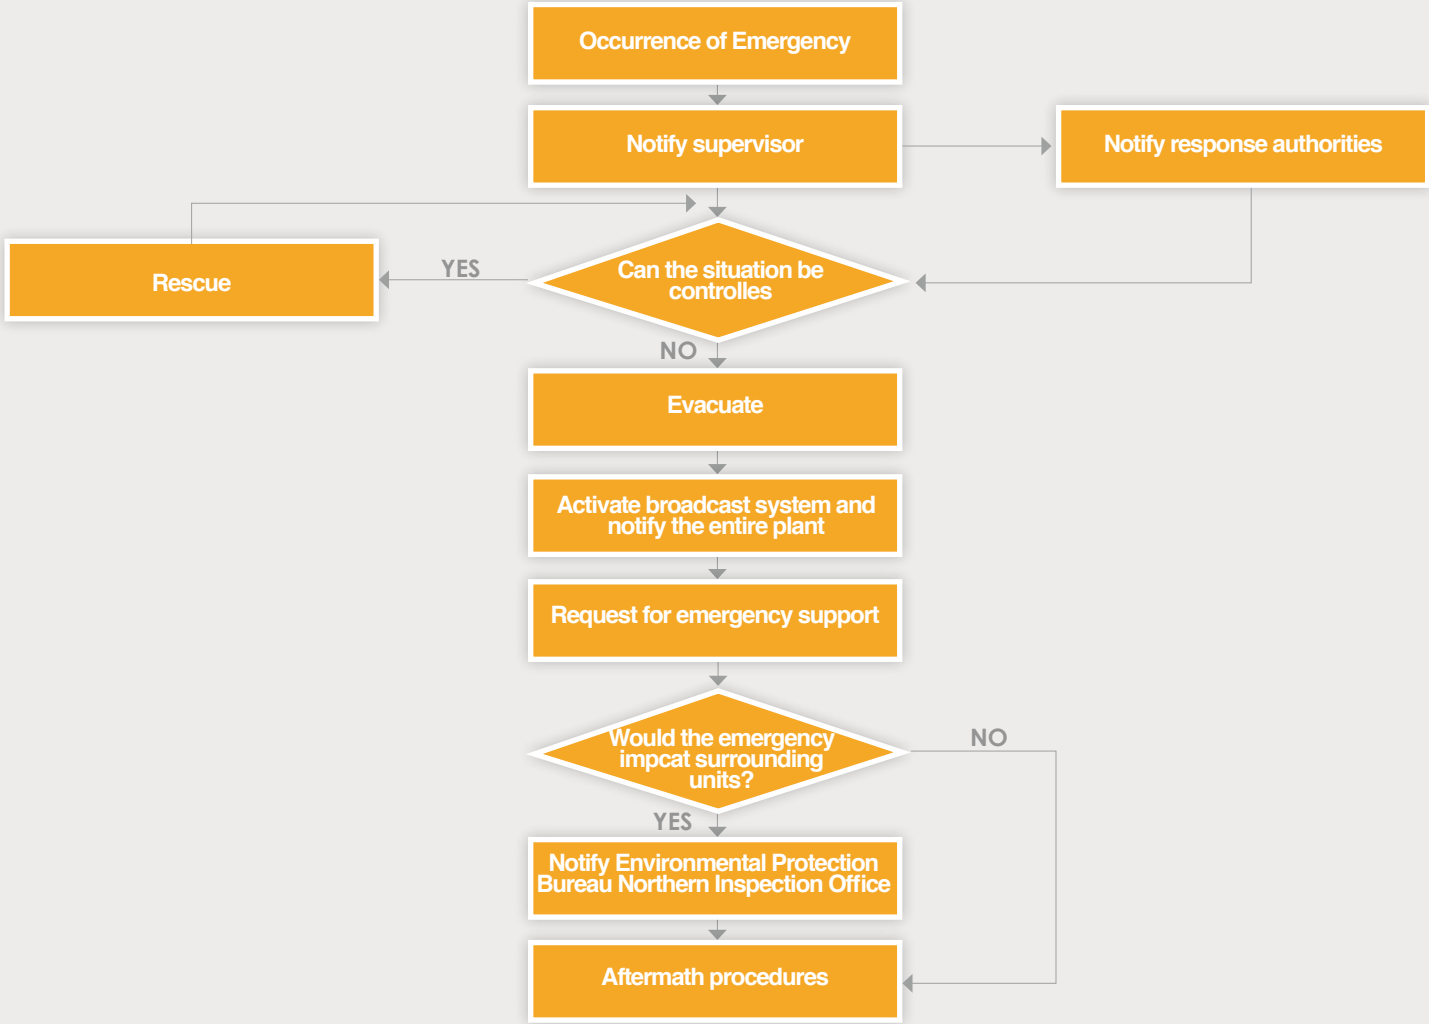 Occurrence of Emergency
Notify supervisor
Notify response authorities
Rescue
YES
Can the situation be
controlles
NO
Evacuate
Activate broadcast system and
notify the entire plant
Request for emergency support
Would the emergency
impcat surrounding
units?
NO
YES
Notify Environmental Protection
Bureau Northern Inspection Office
Aftermath procedures